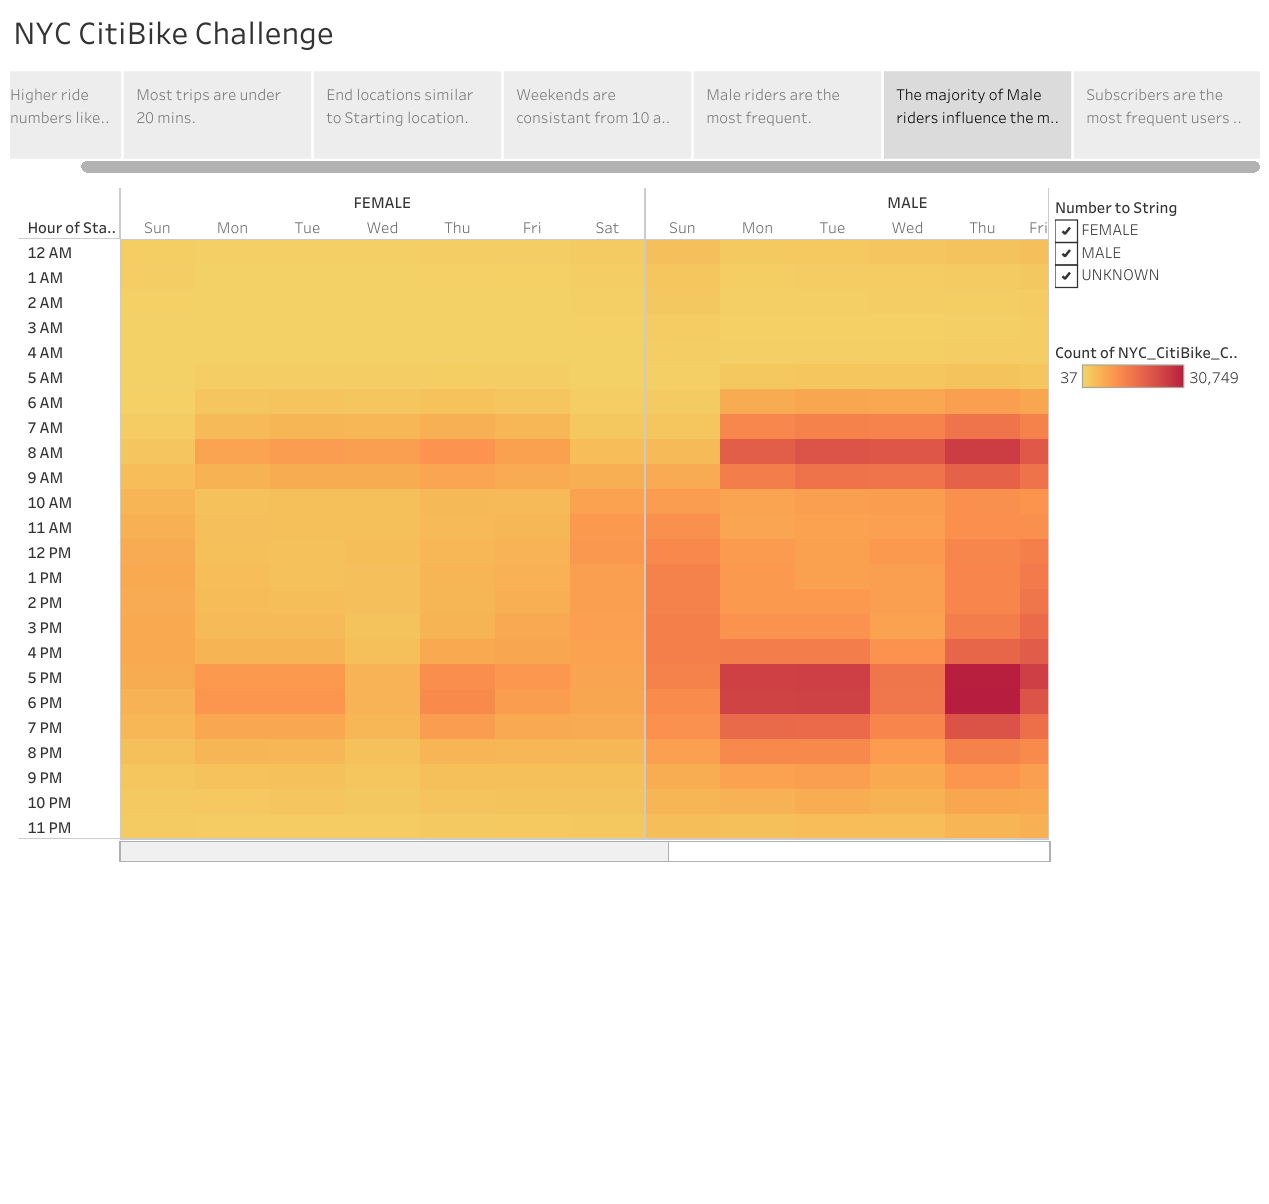 NYC CitiBike Challenge
Higher ride
numbers like..
Most trips are under
20 mins.
End locations similar
to Starting location.
Weekends are
consistant from 10 a..
Male riders are the
most frequent.
The majority of Male
riders influence the m..
Subscribers are the
most frequent users ..
FEMALE MALE
Hour of Sta.. Sun Mon Tue Wed Thu Fri Sat Sun Mon Tue Wed Thu Fri
12 AM
1 AM
2 AM
3 AM
4 AM
5 AM
6 AM
7 AM
8 AM
9 AM
10 AM
11 AM
12 PM
1 PM
2 PM
3 PM
4 PM
5 PM
6 PM
7 PM
8 PM
9 PM
10 PM
11 PM
Number to String
FEMALE
MALE
UNKNOWN
Count of NYC_CitiBike_C..
37 30,749